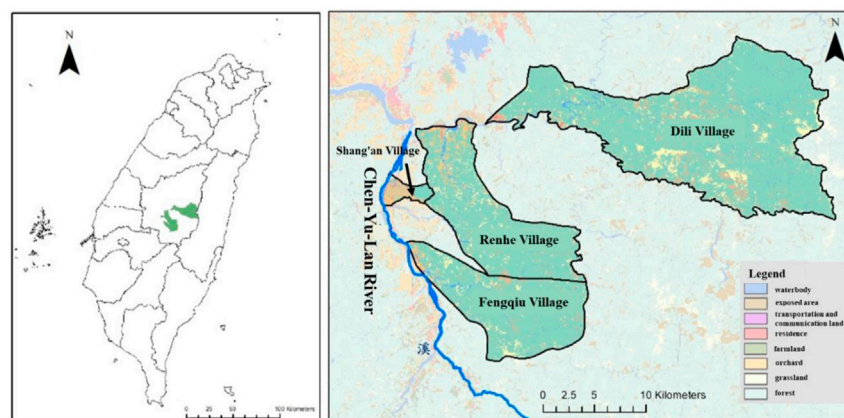 N
0 25 50 100 Kilometers
N
Dili Village
Shang'an Village
Chen-Yu-Lan River
Renhe Village
Fengqiu Village
溪
0 2.5 5 10 Kilometers
Legend
waterbody
exposed area
transportation and
communication land
residence
farmland
orchard
grassland
forest